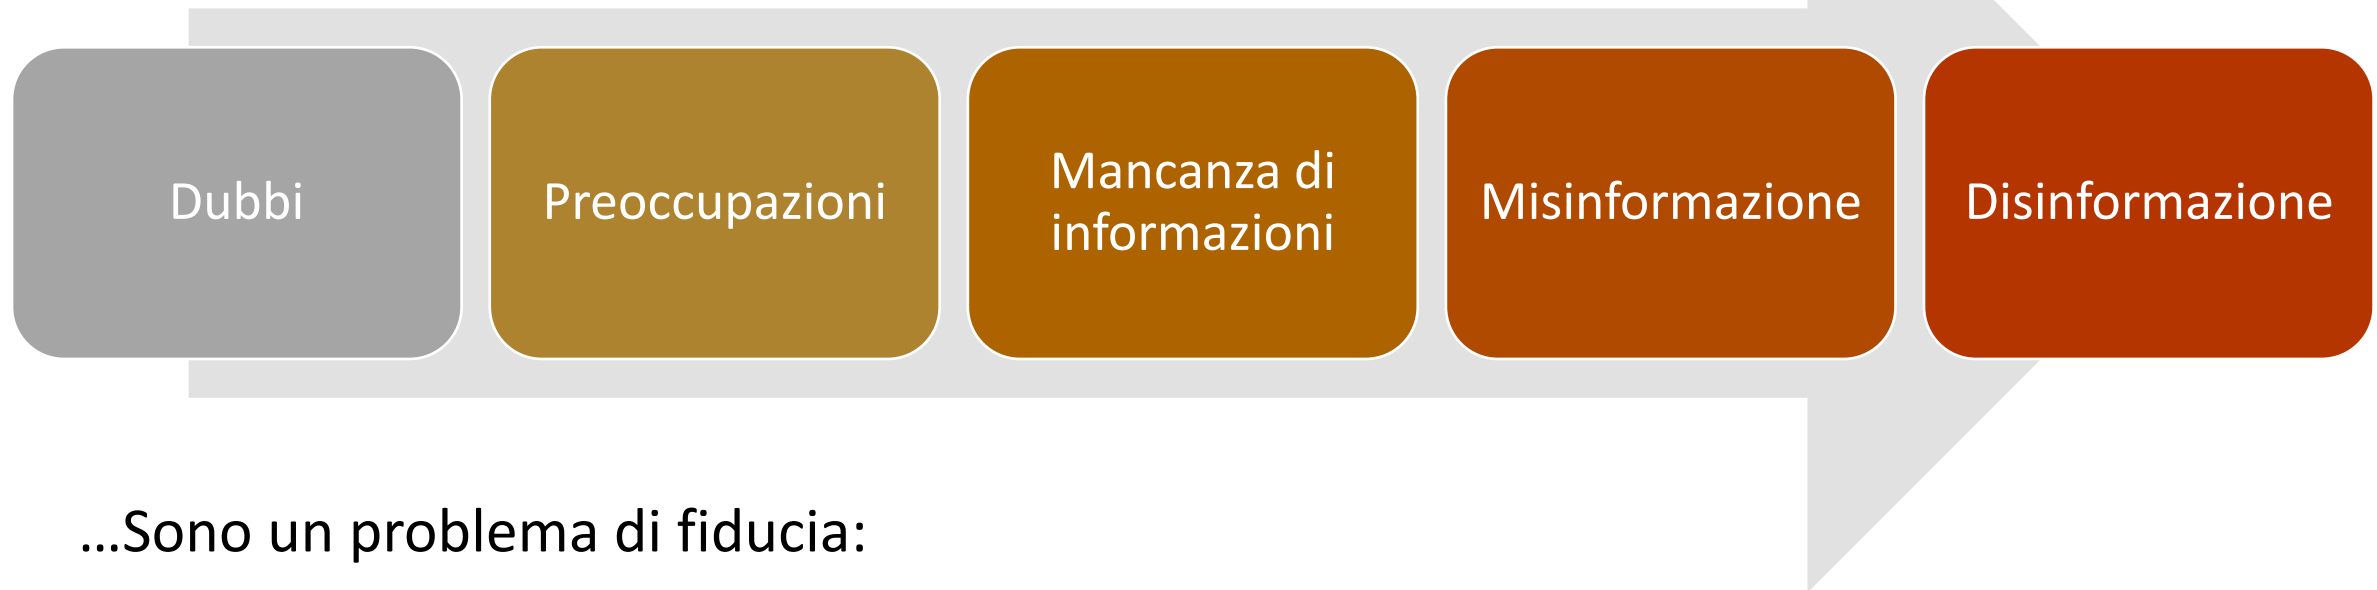 Dubbi
Preoccupazioni
Mancanza di
informazioni
Misinformazione
Disinformazione
...Sono un problema di fiducia: